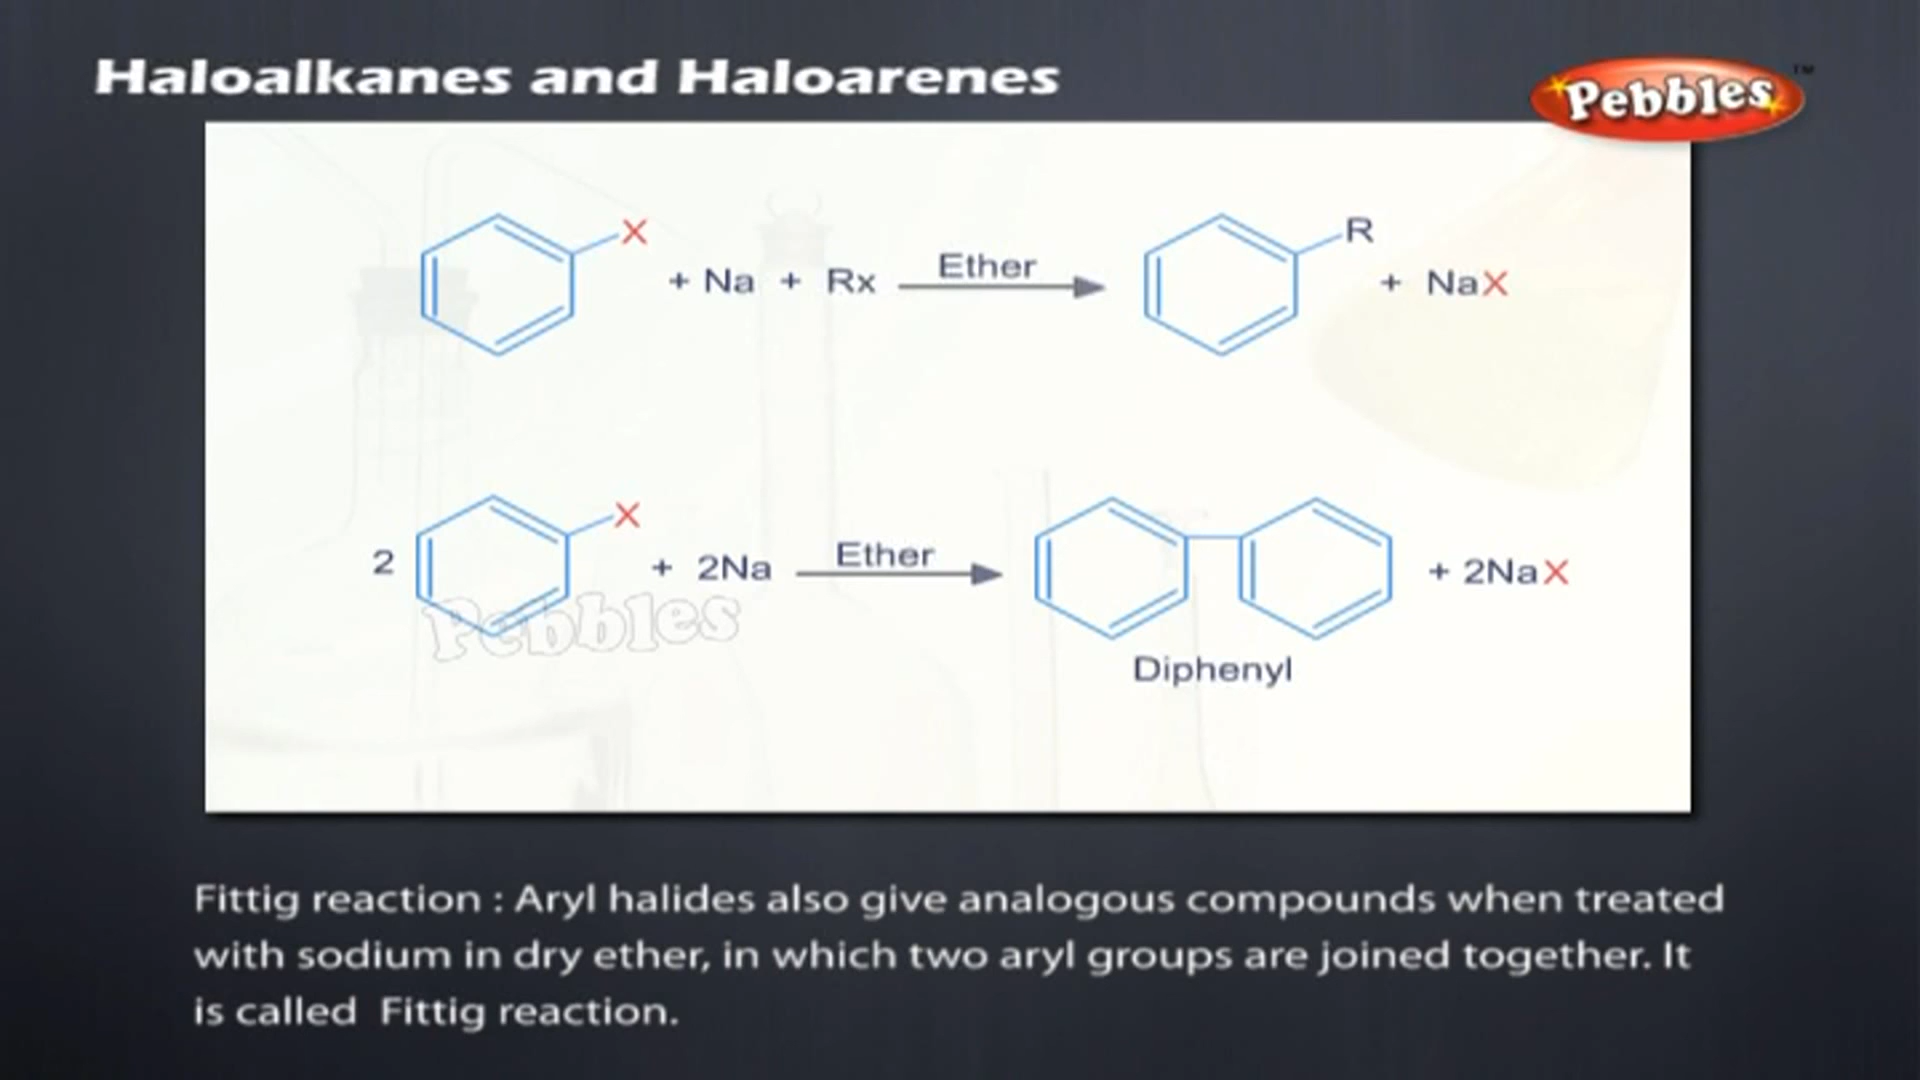 Haloalkanes and Haloarenes
Pebbles TM
X
+ Na + Rx
Ether
R
+ NaX
2
X
+ 2Na
Ether
+ 2NaX
Pebbles
Diphenyl
Fittig reaction : Aryl halides also give analogous compounds when treated
with sodium in dry ether, in which two aryl groups are joined together. It
is called Fittig reaction.